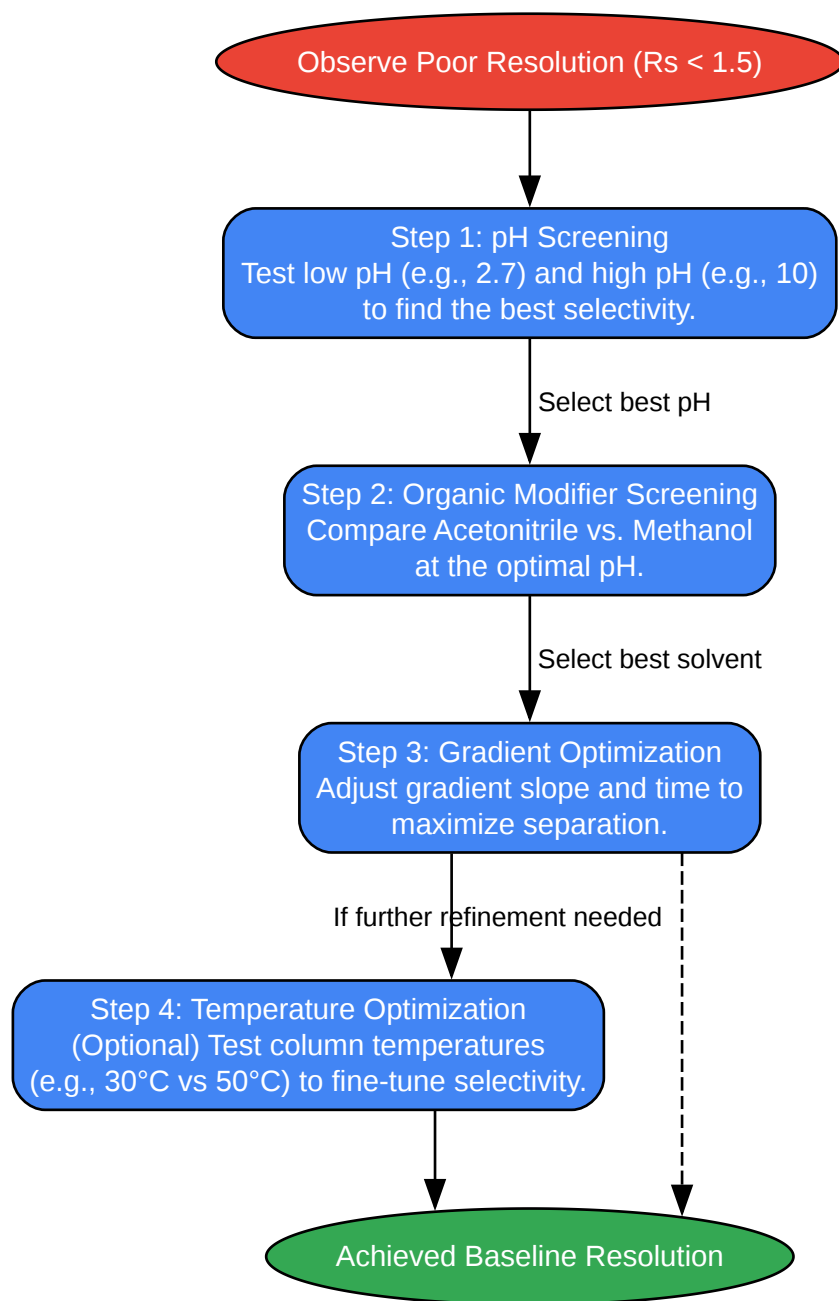 Observe Poor Resolution (Rs < 1.5)
Step 1: pH Screening
Test low pH (e.g., 2.7) and high pH (e.g., 10)
to find the best selectivity.
Select best pH
Step 2: Organic Modifier Screening
Compare Acetonitrile vs. Methanol
at the optimal pH.
Select best solvent
Step 3: Gradient Optimization
Adjust gradient slope and time to
maximize separation.
If further refinement needed
Step 4: Temperature Optimization
(Optional) Test column temperatures
(e.g., 30°C vs 50°C) to fine-tune selectivity.
Achieved Baseline Resolution